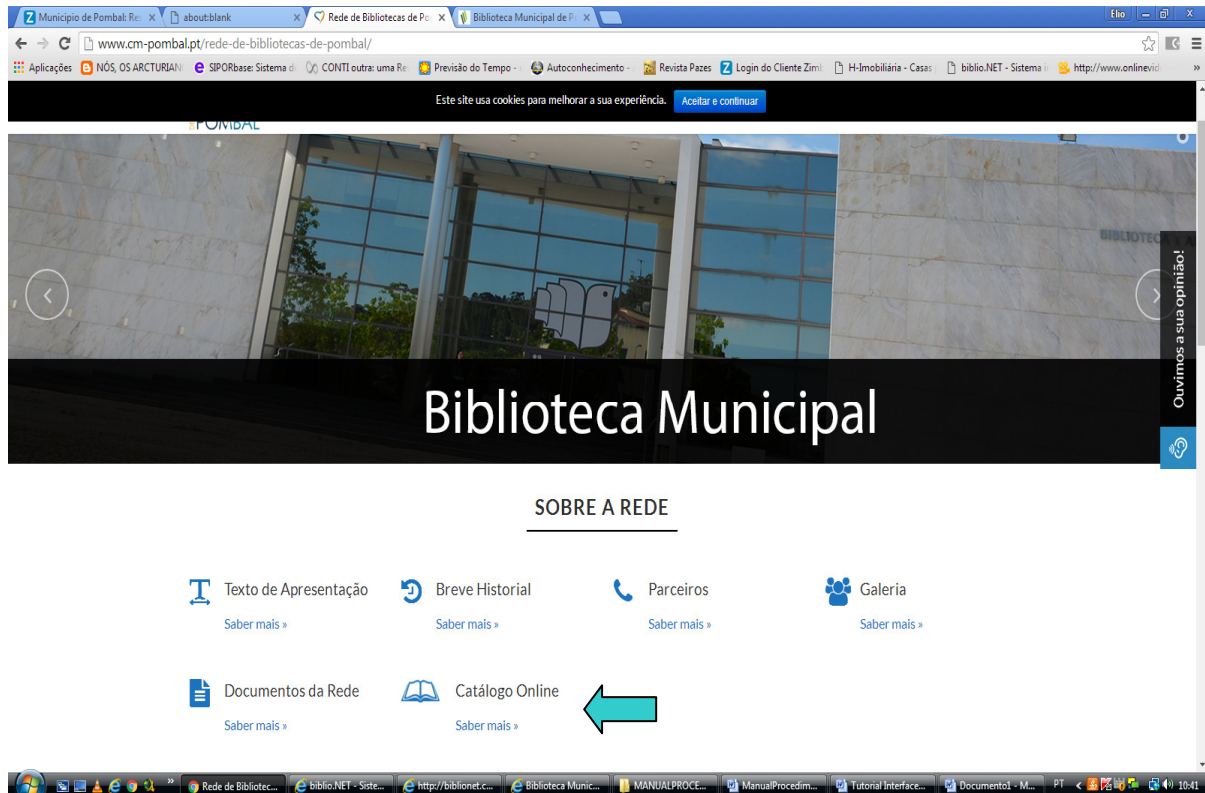 Municipio de Pombal: Re
about:blank
Rede de Bibliotecas de Po
Biblioteca Municipal de P
Elio
www.cm-pombal.pt/rede-de-bibliotecas-de-pombal/
Aplicações
NÓS, OS ARCTURIAN
SIPORbase: Sistema d
CONTI outra: uma Re
Previsão do Tempo -
Autoconhecimento -
Revista Pazes
Login do Cliente Zim
H-Imobiliária - Casas
biblio.NET - Sistema i
http://www.onlinevid
»
Este site usa cookies para melhorar a sua experiência.
Aceitar e continuar
POMBAL
BIBLIOTECA
Ouvimos a sua opinião!
Biblioteca Municipal
SOBRE A REDE
Texto de Apresentação
Saber mais »
Breve Historial
Saber mais »
Parceiros
Saber mais »
Galeria
Saber mais »
Documentos da Rede
Saber mais »
Catálogo Online
Saber mais »
»
Rede de Bibliotec...
biblio.NET - Siste...
http://biblionet.c...
Biblioteca Munic...
MANUALPROCE...
ManualProcedim...
Tutorial Interface...
Documento1 - M...
PT
10:41